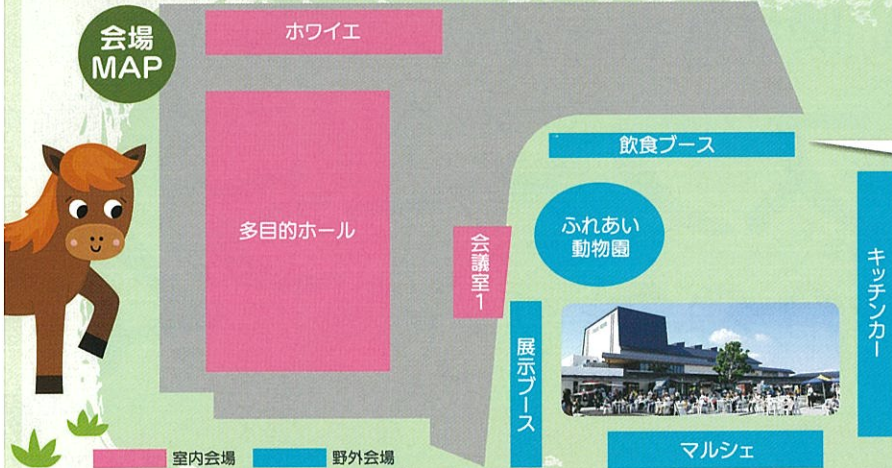 会場
MAP
ホワイエ
飲食ブース
多目的ホール
ふれあい
動物園
会議室1
キッチンカー
展示ブース
マルシェ
室内会場
野外会場